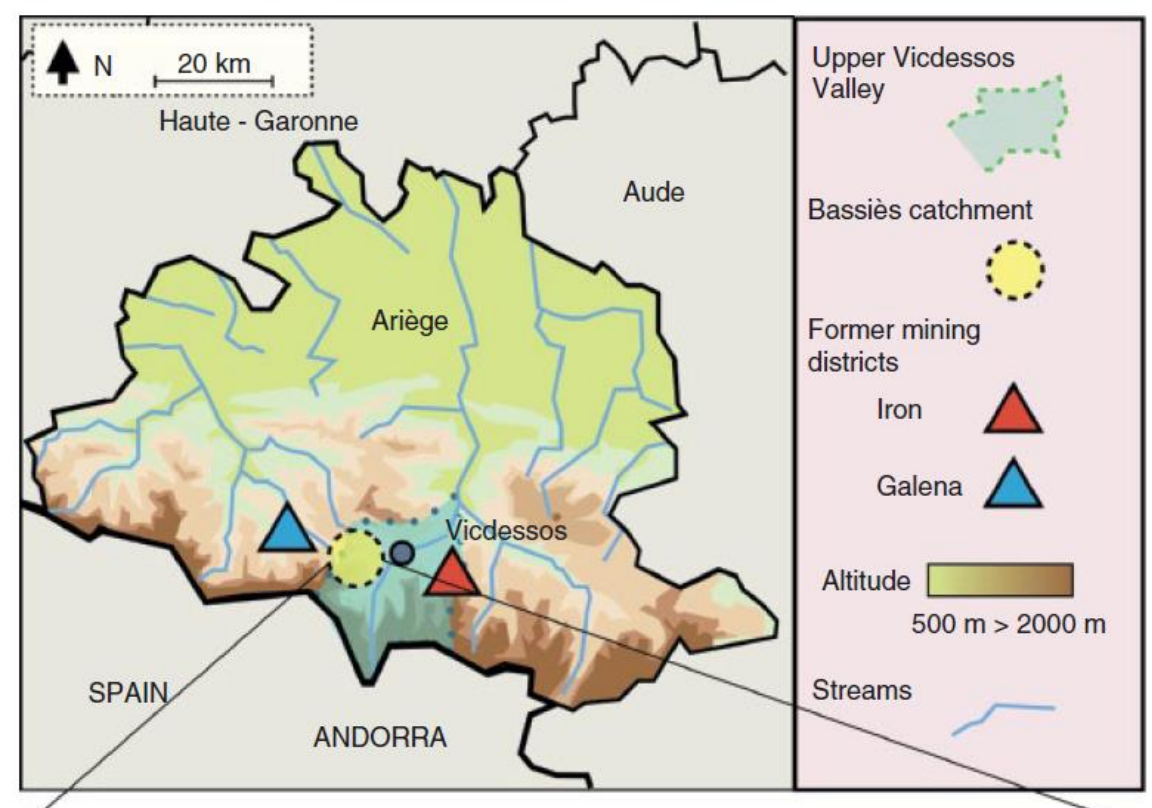 N
20 km
Haute - Garonne
Aude
Ariège
Vicdessos
SPAIN
ANDORRA
Upper Vicdessos
Valley
Bassiès catchment
Former mining
districts
Iron
Galena
Altitude
500 m > 2000 m
Streams